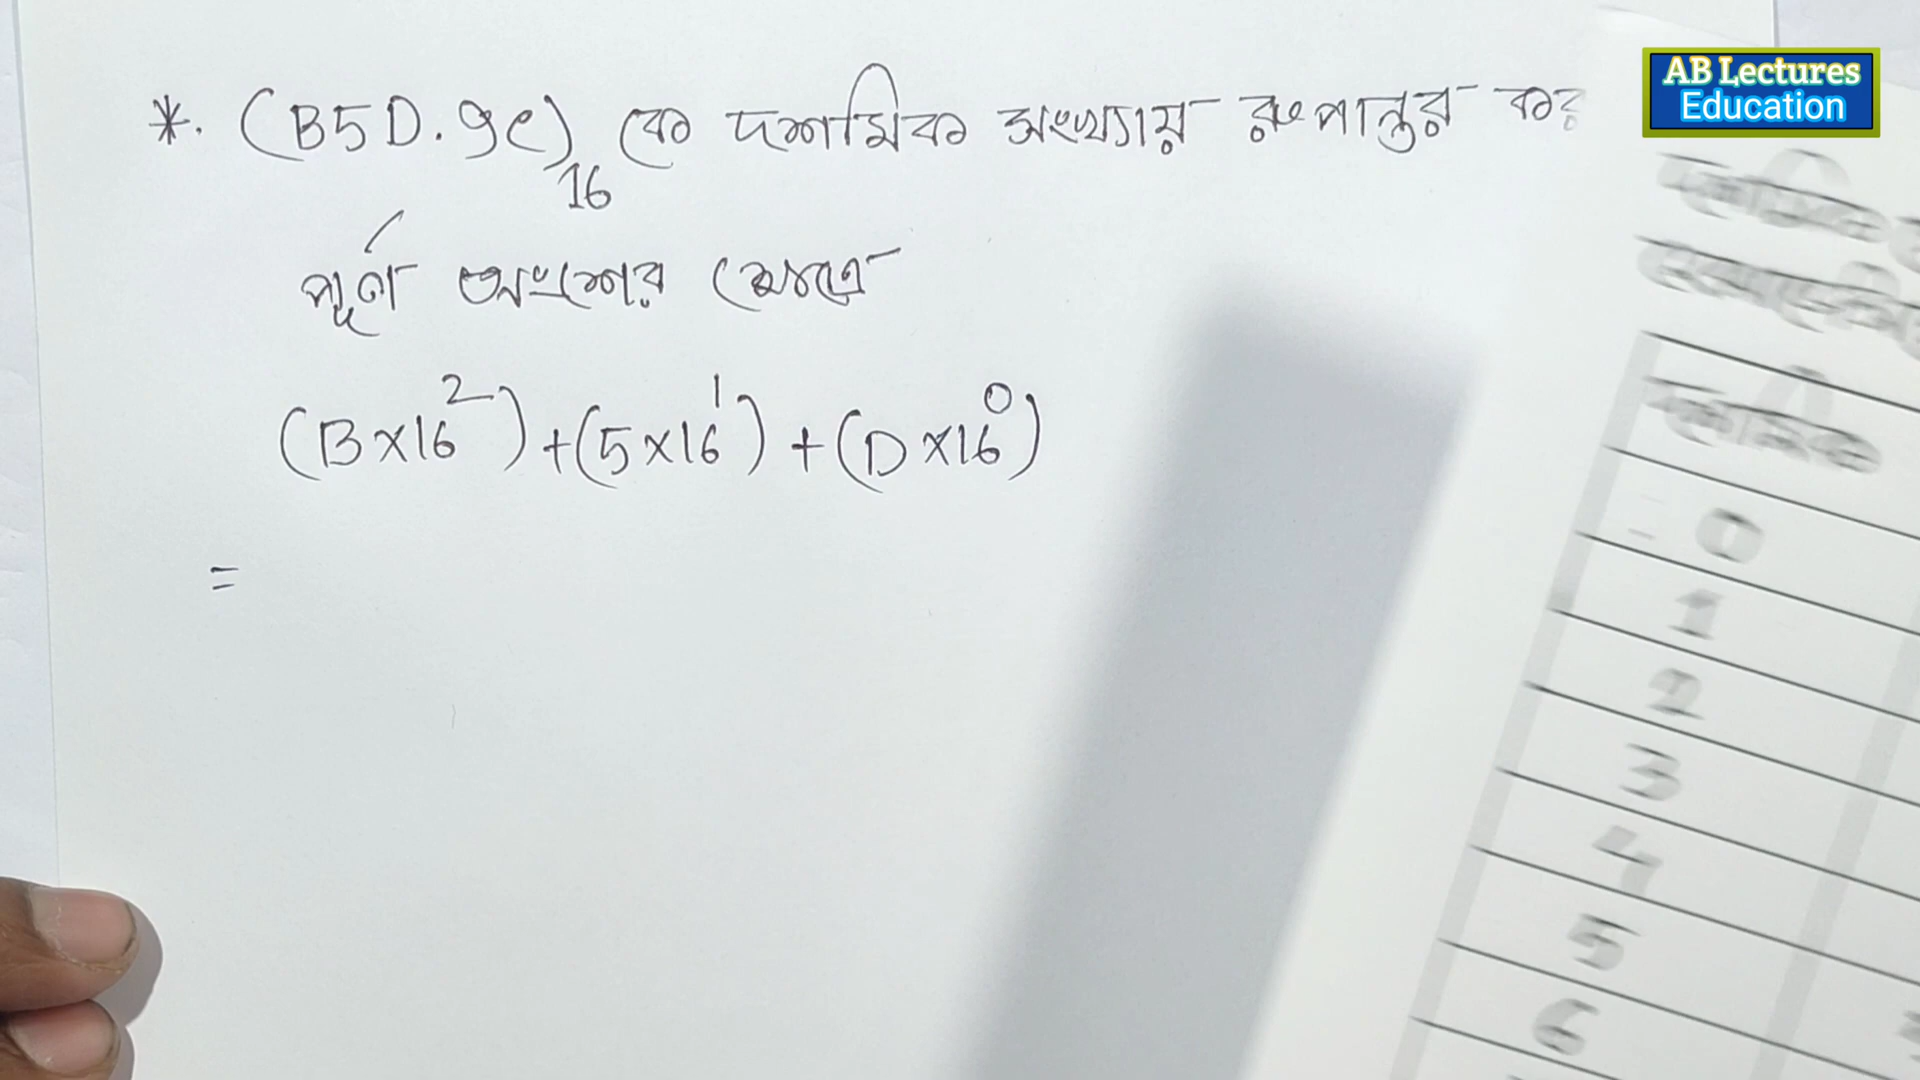 AB Lectures
Education
*. (B5D.9C)16 কে দশমিক সংখ্যায় রুপান্তর কর
পূর্ণ অংশের ক্ষেত্রে
(B×16²)+(5×16¹)+(D×16⁰)
=
দশমিক
0
1
2
3
4
5
6